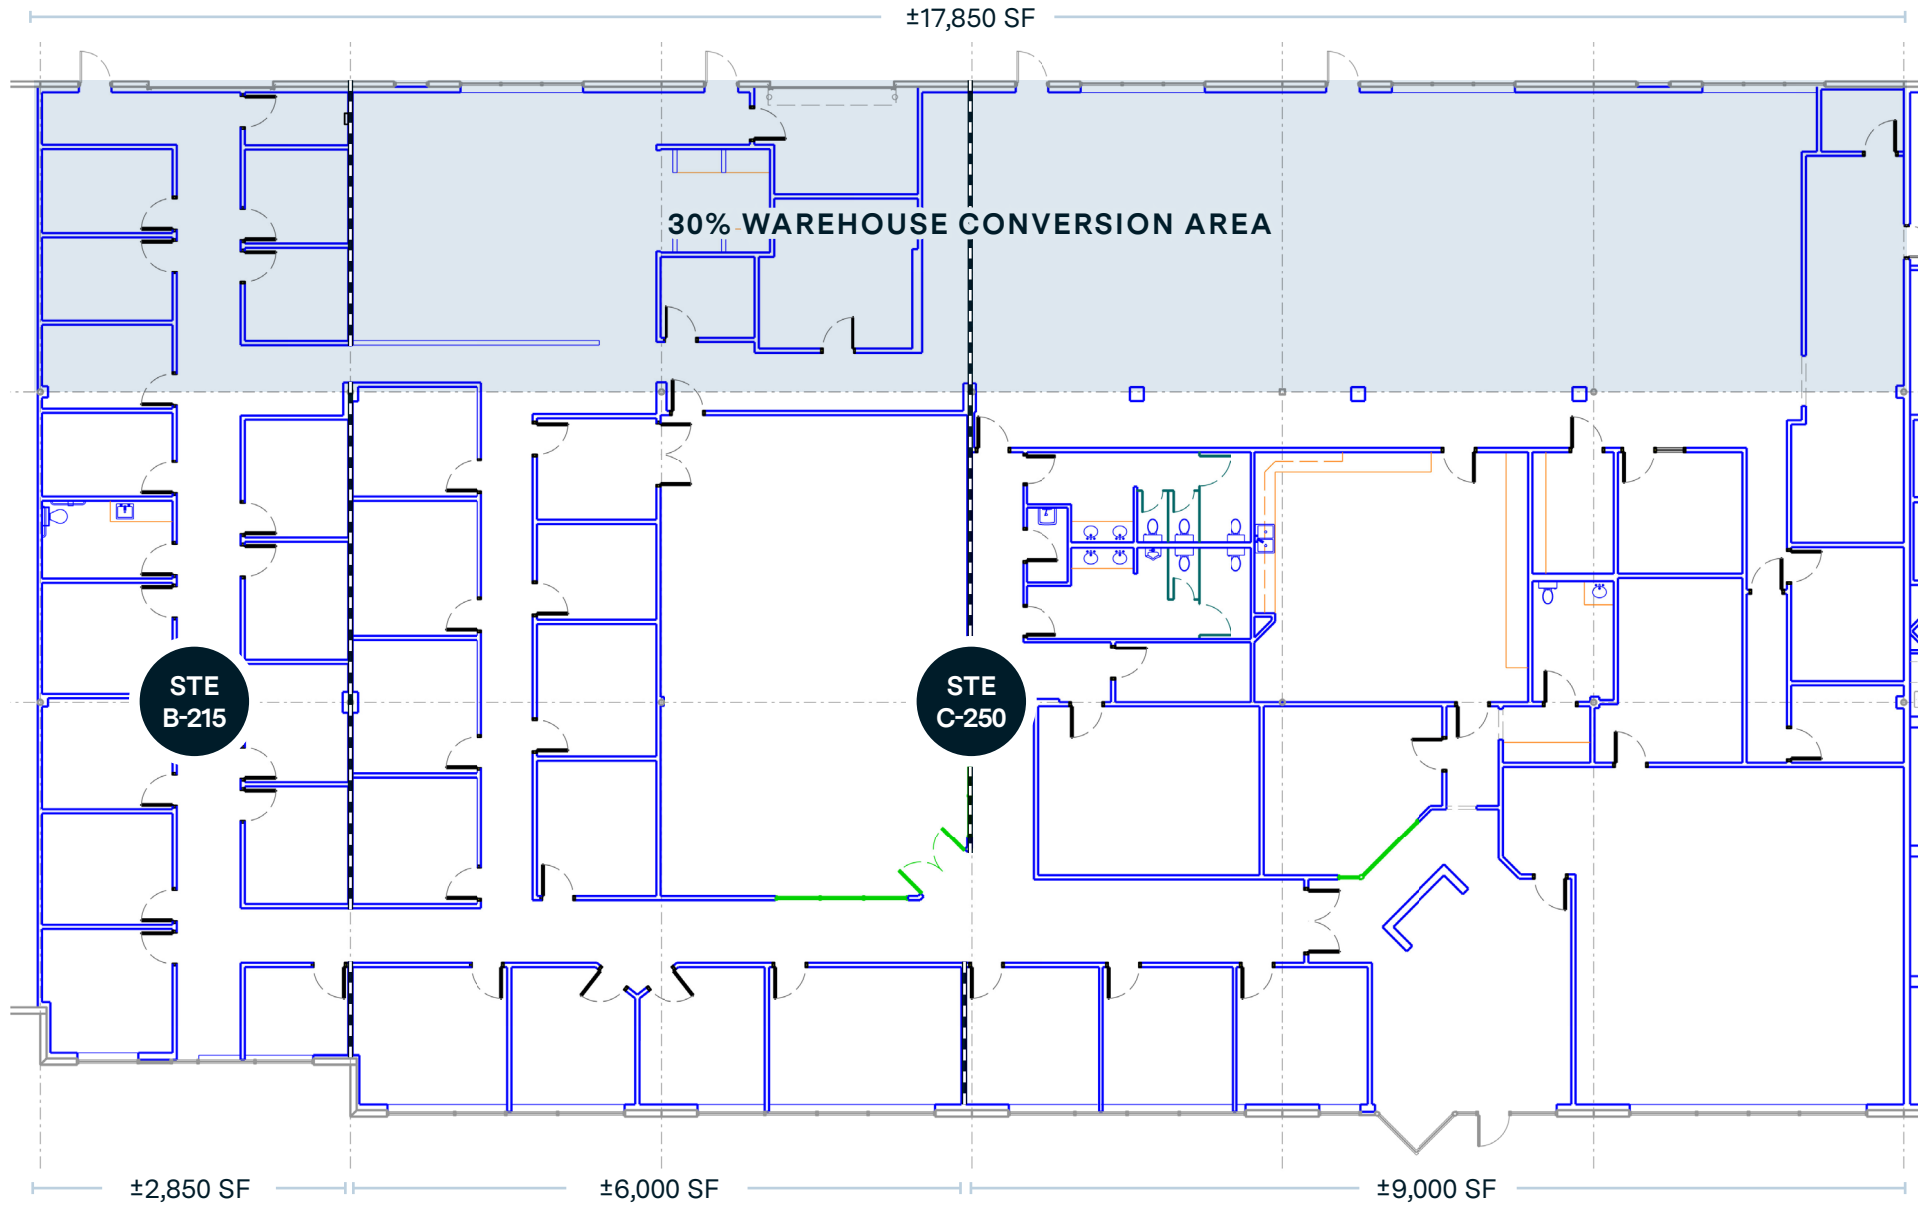 ±17,850 SF
30% WAREHOUSE CONVERSION AREA
STE
B-215
STE
C-250
±2,850 SF
±6,000 SF
±9,000 SF